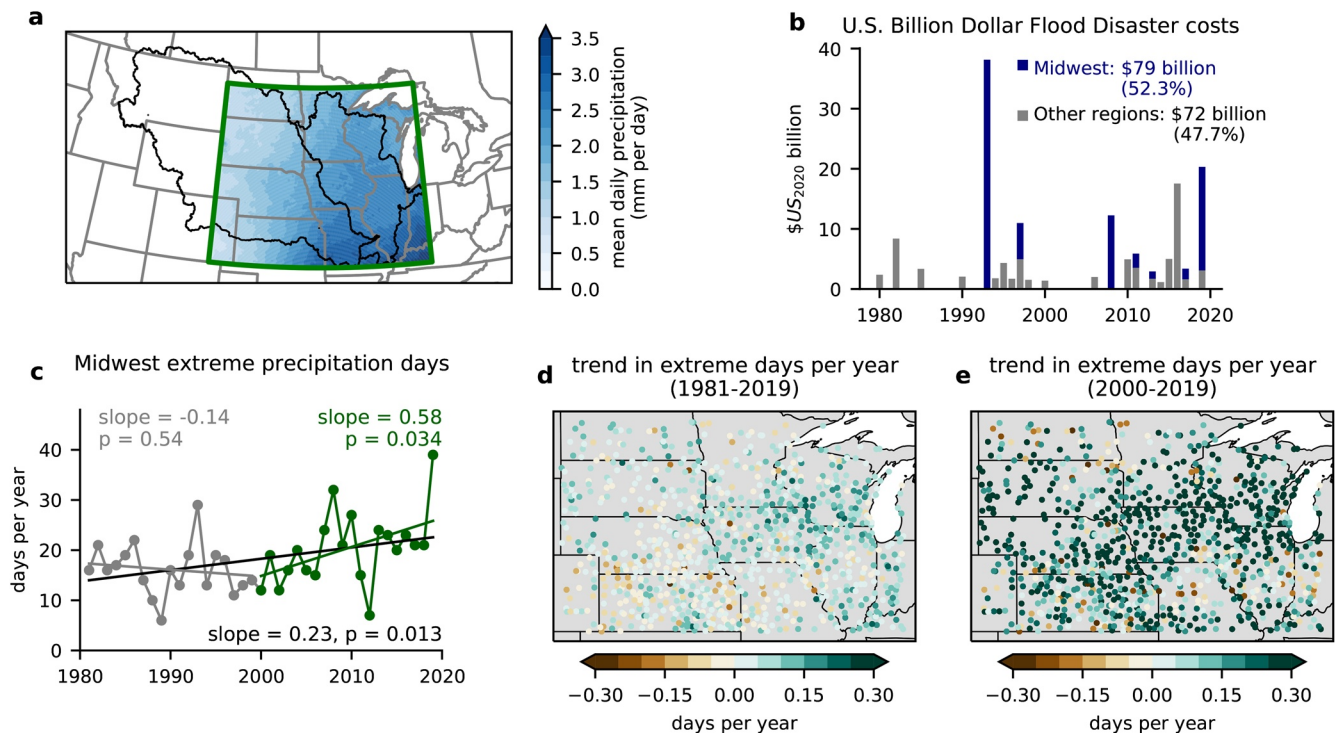 a
3.5
3.0
2.5
2.0
1.5
1.0
0.5
0.0
mean daily precipitation
(mm per day)
b
U.S. Billion Dollar Flood Disaster costs
$US2020 billion
40
30
20
10
0
Midwest: $79 billion
(52.3%)
Other regions: $72 billion
(47.7%)
1980
1990
2000
2010
2020
c
Midwest extreme precipitation days
days per year
slope = -0.14
p = 0.54
slope = 0.58
p = 0.034
40
30
20
10
0
slope = 0.23, p = 0.013
1980
1990
2000
2010
2020
d
trend in extreme days per year
(1981-2019)
−0.30
−0.15
0.00
0.15
0.30
days per year
e
trend in extreme days per year
(2000-2019)
−0.30
−0.15
0.00
0.15
0.30
days per year